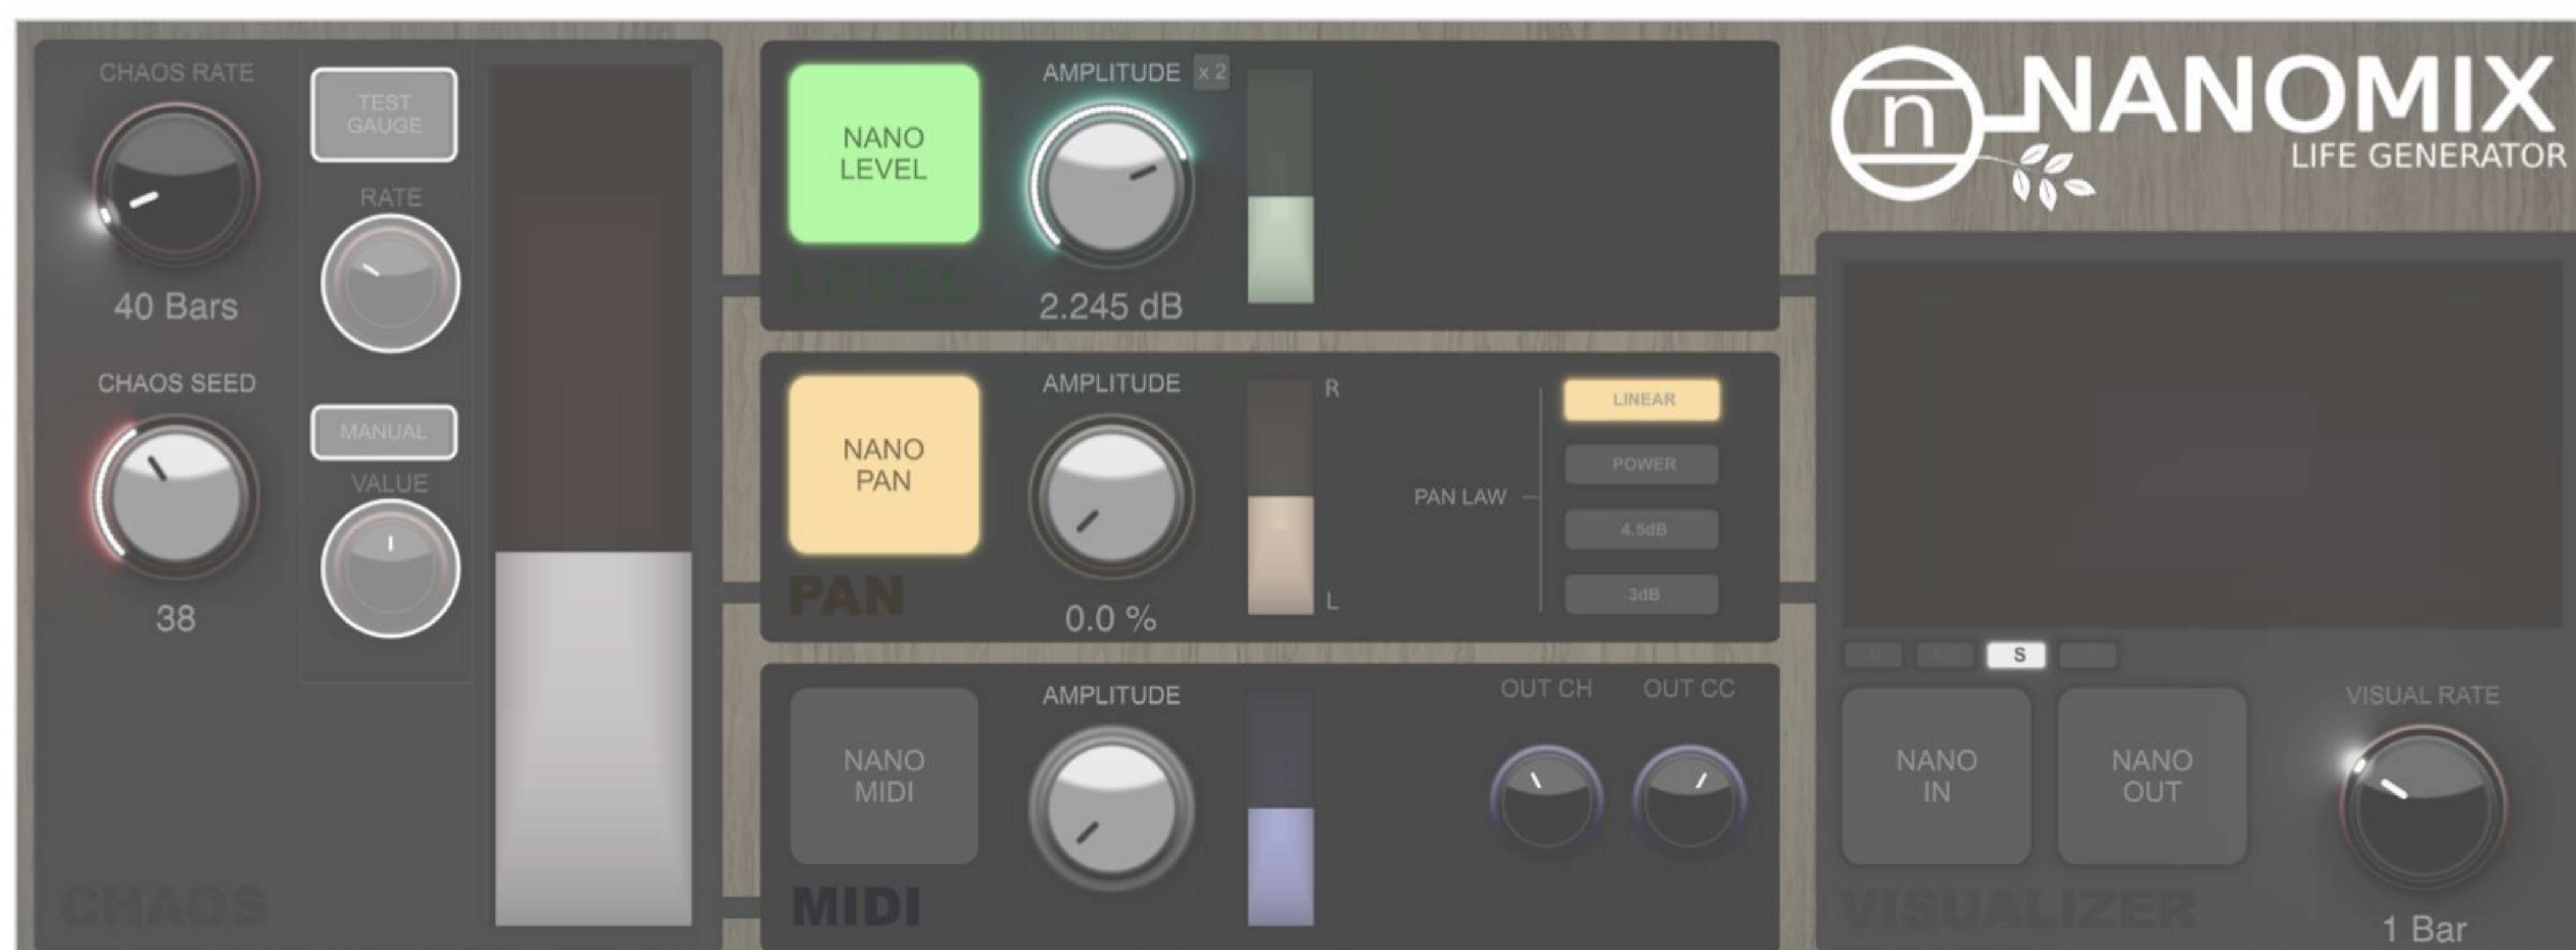 CHAOS RATE
40 Bars
CHAOS SEED
38
TEST
GAUGE
RATE
MANUAL
VALUE
CHAOS
NANO
LEVEL
AMPLITUDE
x 2
LEVEL
2.245 dB
NANO
PAN
AMPLITUDE
R
L
PAN
0.0 %
PAN LAW
LINEAR
POWER
4.5dB
3dB
NANO
MIDI
AMPLITUDE
OUT CH
OUT CC
MIDI
n
NANOMIX
LIFE GENERATOR
S
NANO
IN
NANO
OUT
VISUAL RATE
1 Bar
VISUALIZER